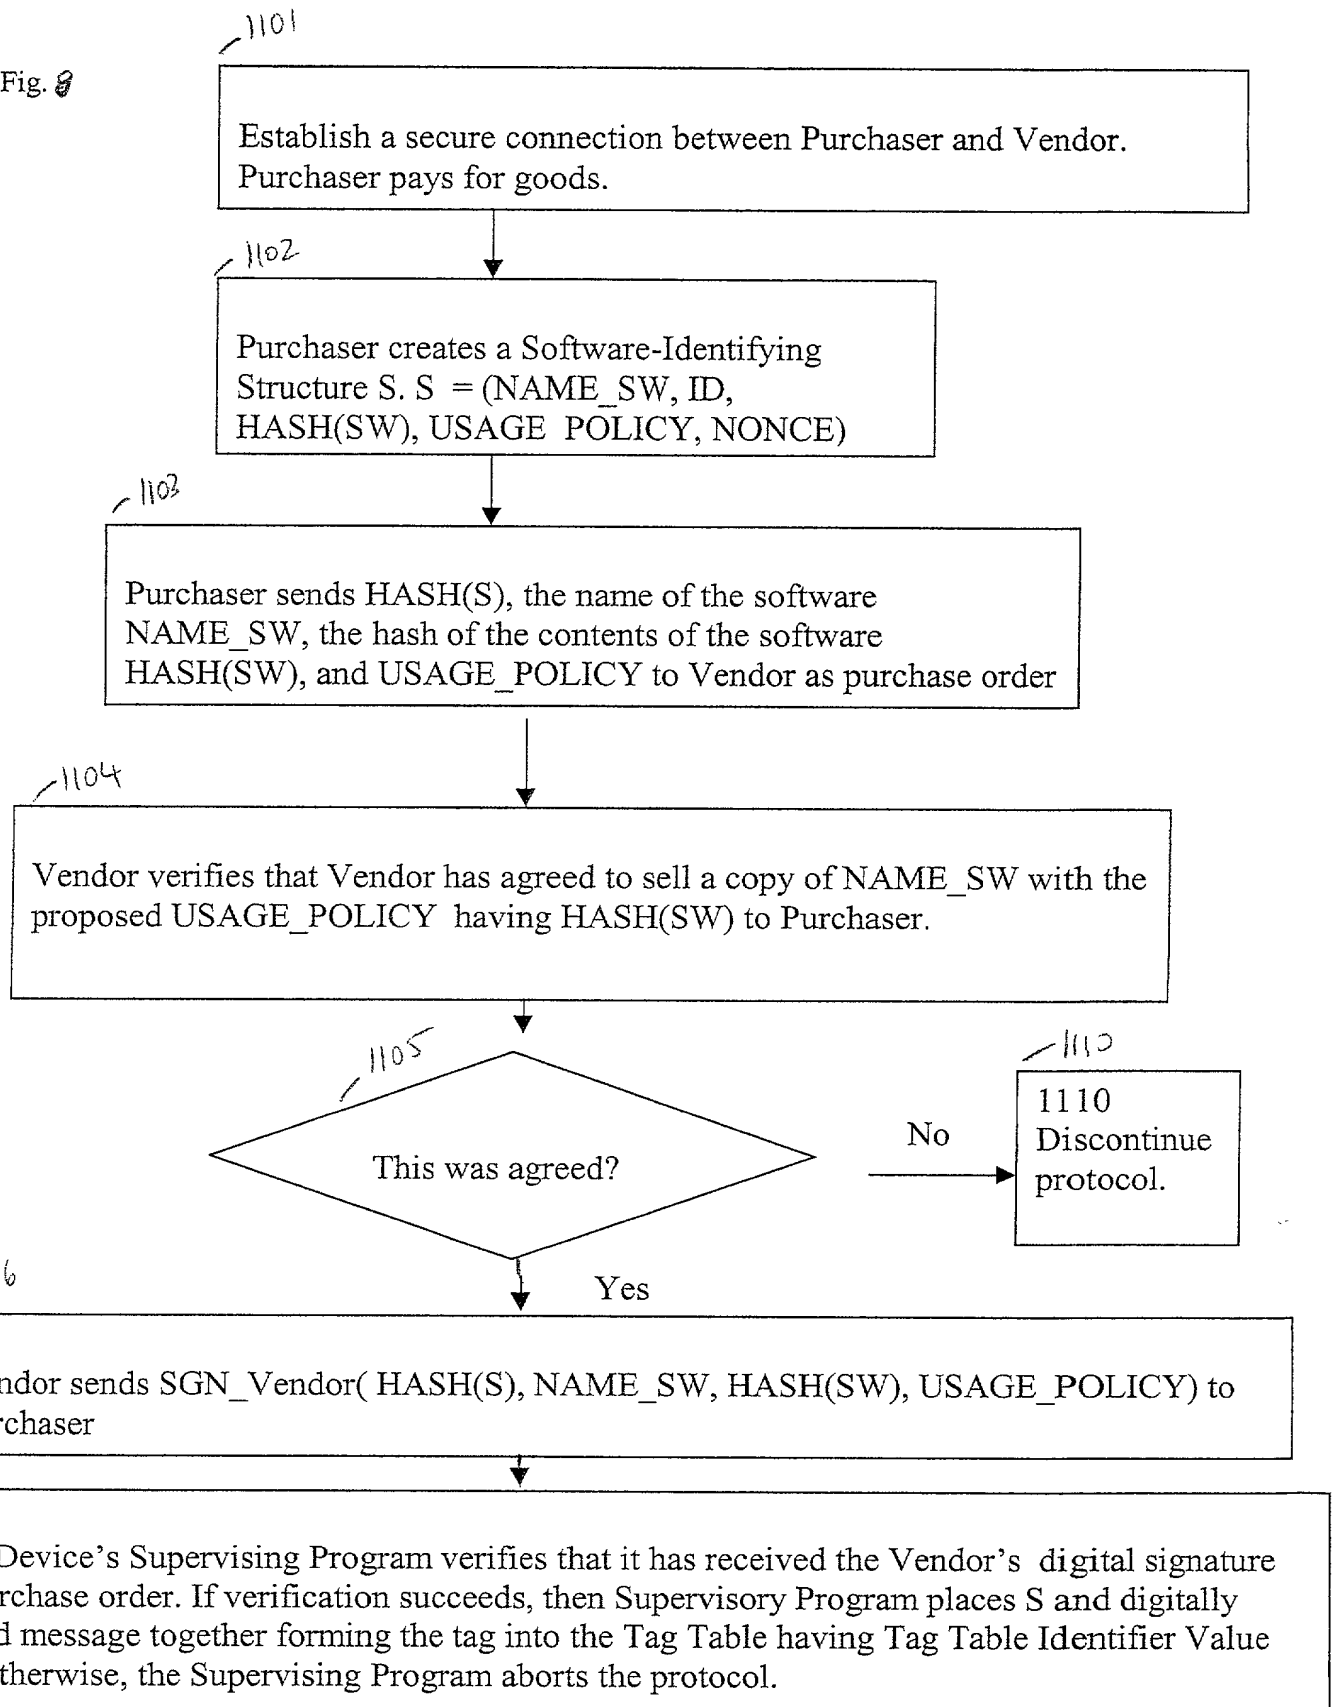 1101
Fig. 8
Establish a secure connection between Purchaser and Vendor.
Purchaser pays for goods.
1102
Purchaser creates a Software-Identifying
Structure S. S = (NAME_SW, ID,
HASH(SW), USAGE POLICY, NONCE)
1103
Purchaser sends HASH(S), the name of the software
NAME_SW, the hash of the contents of the software
HASH(SW), and USAGE_POLICY to Vendor as purchase order
1104
Vendor verifies that Vendor has agreed to sell a copy of NAME_SW with the
proposed USAGE_POLICY having HASH(SW) to Purchaser.
1105
This was agreed?
No
1110
1110
Discontinue
protocol.
6
Yes
ndor sends SGN_Vendor( HASH(S), NAME_SW, HASH(SW), USAGE_POLICY) to
rchaser
Device's Supervising Program verifies that it has received the Vendor's digital signature
rchase order. If verification succeeds, then Supervisory Program places S and digitally
d message together forming the tag into the Tag Table having Tag Table Identifier Value
therwise, the Supervising Program aborts the protocol.